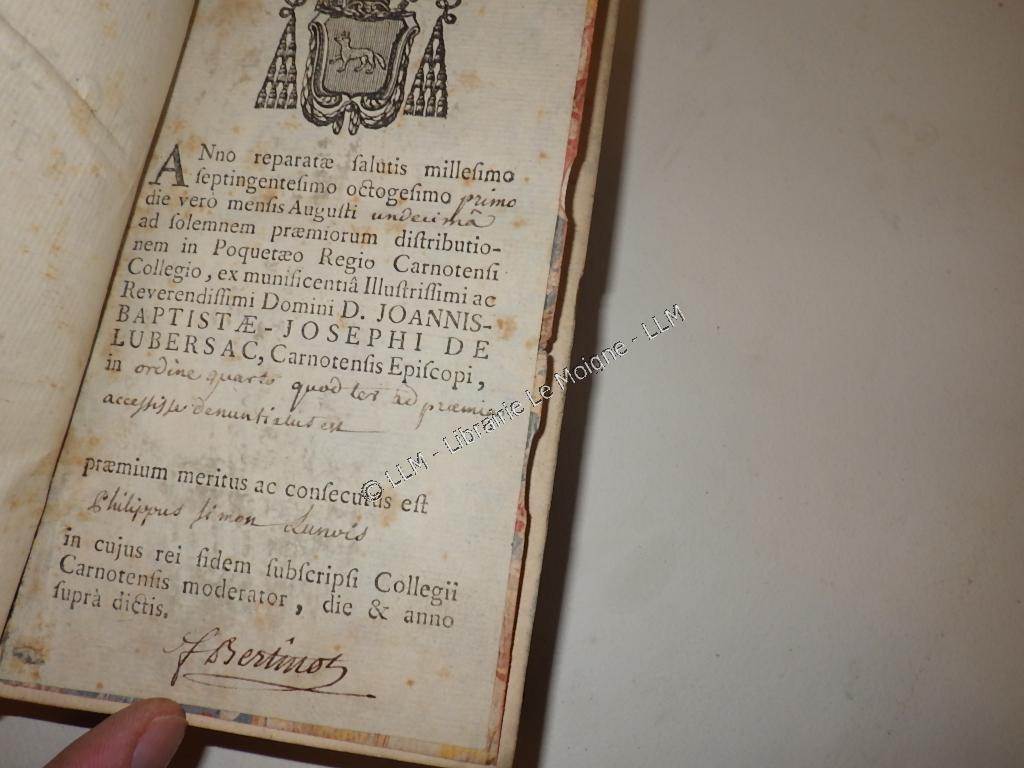 ANno reparatæ ſalutis milleſimo
ſeptingenteſimo octogeſimo primo
die verò menſis Auguſti undecimâ
ad ſolemnem præmiorum diſtributio-
nem in Poquetæo Regio Carnotenſi
Collegio, ex munificentiâ Illuſtriſſimi ac
Reverendiſſimi Domini D. JOANNIS-
BAPTISTÆ-JOSEPHI DE
LUBERSAC, Carnotenſis Epiſcopi,
in ordine quarto quod ter ad præmia
acceſſiſſe denuntiatus est
præmium meritus ac conſecutus eſt
Philippus Simon Lunois
in cujus rei fidem ſubſcripſi Collegii
Carnotenſis moderator, die & anno
ſuprà dictis.
f Bertinot
© LLM - Librairie Le Moigne - LLM